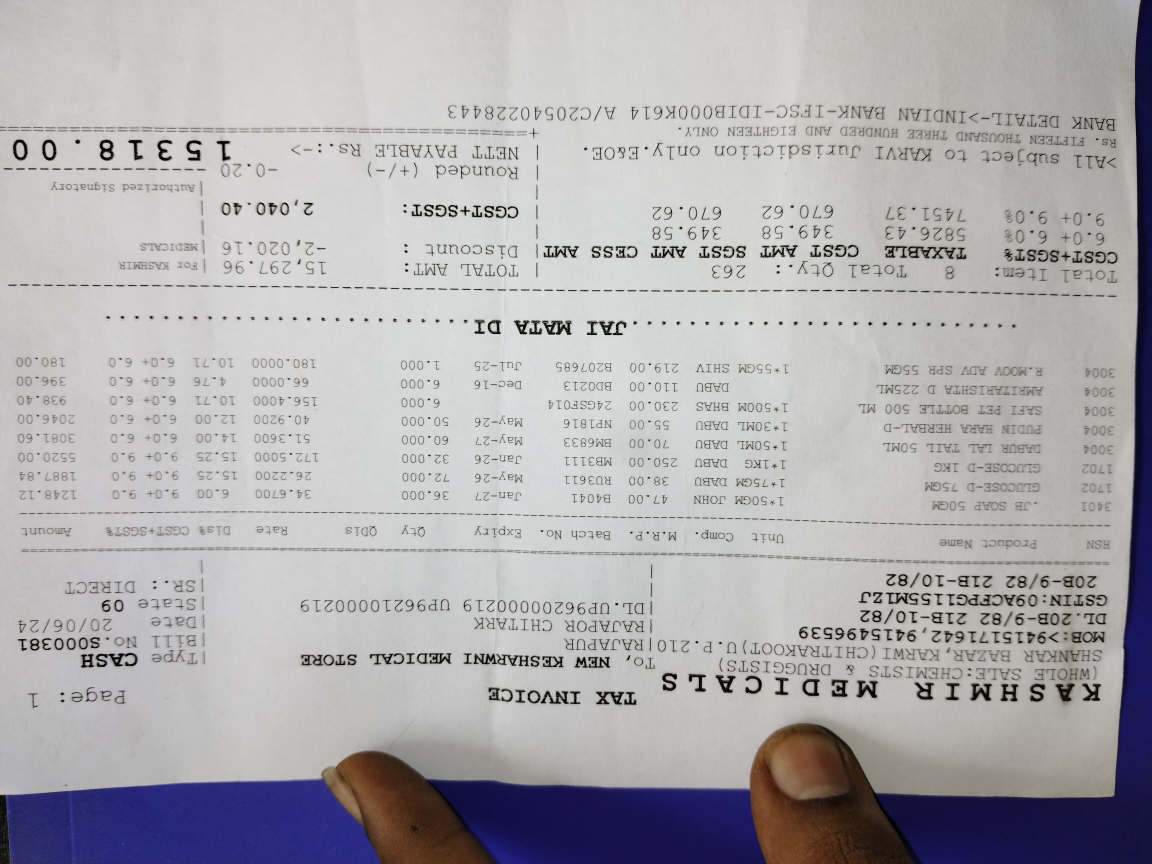 KASHMIR MEDICALS TAX INVOICE Page: 1
(WHOLE SALE:CHEMISTS & DRUGGISTS) To, NEW KESHARWNI MEDICAL STORE |Type CASH
SHANKAR BAZAR,KARWI(CHITRAKOOT)U.P.210|RAJAPUR |Bill No.S000381
MOB:>9415171642,9415496539 |RAJAPOR CHITARK |Date 20/06/24
DL.20B-9/82 21B-10/82 |DL.UP9620000219 UP96210000219 |State 09
GSTIN:09ACFPG1155M1ZJ | |SR.: DIRECT
20B-9/82 21B-10/82 |
HSN Product Name Unit Comp. M.R.P. Batch No. Expiry Qty QDis Rate Dis% CGST+SGST% Amount
3401 .JB SOAP 50GM 1*50GM JOHN 47.00 B4041 Jan-27 36.000 34.6700 6.00 9.0+ 9.0 1248.12
1702 GLUCOSE-D 75GM 1*75GM DABU 38.00 RU3611 May-26 72.000 26.2200 15.25 9.0+ 9.0 1887.84
1702 GLUCOSE-D 1KG 1*1KG DABU 250.00 MB3111 Jan-26 32.000 172.5000 15.25 9.0+ 9.0 5520.00
3004 DABUR LAL TAIL 50ML 1*50ML DABU 70.00 BM6833 May-27 60.000 51.3600 14.00 6.0+ 6.0 3081.60
3004 PUDIN HARA HERBAL-D 1*30ML DABU 55.00 NP1816 May-26 50.000 40.9200 12.00 6.0+ 6.0 2046.00
3004 SAFI PET BOTTLE 500 ML 1*500M BHAS 230.00 24GSF014 6.000 156.4000 10.71 6.0+ 6.0 938.40
3004 AMRITARISHTA D 225ML DABU 110.00 BD0213 Dec-16 6.000 66.0000 4.76 6.0+ 6.0 396.00
3004 R.MOOV ADV SPR 55GM 1*55GM SHIV 219.00 B207685 Jul-25 1.000 180.0000 10.71 6.0+ 6.0 180.00
................................JAI MATA DI................................
Total Item: 8 Total Qty.: 263 | TOTAL AMT: 15,297.96 |For KASHMIR
CGST+SGST% TAXABLE CGST AMT SGST AMT CESS AMT| Discount : -2,020.16 |MEDICALS
6.0+ 6.0% 5826.43 349.58 349.58
9.0+ 9.0% 7451.37 670.62 670.62 | CGST+SGST: 2,040.40 |
|Authorized Signatory
| Rounded (+/-) -0.20
>All subject to KARVI Jurisdiction only.E&OE. | NETT PAYABLE Rs.:-> 15318.00
Rs. FIFTEEN THOUSAND THREE HUNDRED AND EIGHTEEN ONLY.
BANK DETAIL->INDIAN BANK-IFSC-IDIB000K614 A/C20540228443